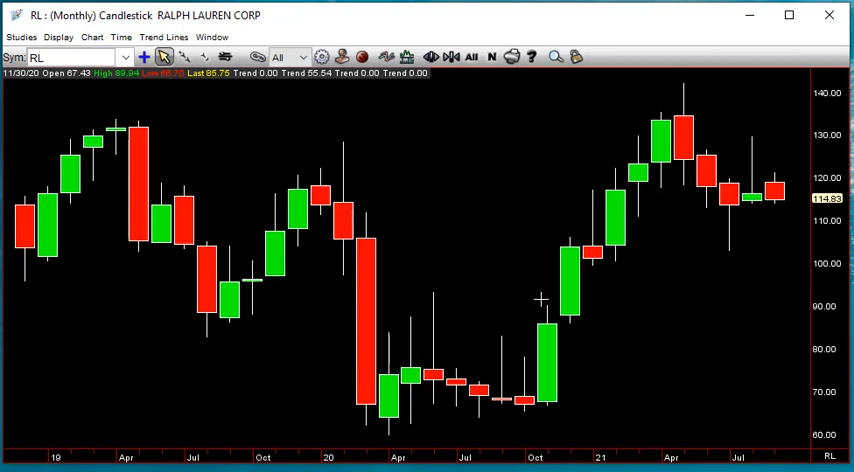 RL : (Monthly) Candlestick  RALPH LAUREN CORP
Studies Display Chart Time Trend Lines Window
Sym: RL All All N ?
11/30/20 Open 67.43 High 89.94 Low 66.70 Last 85.75 Trend 0.00 Trend 55.54 Trend 0.00 Trend 0.00
140.00
130.00
120.00
114.83
110.00
100.00
90.00
80.00
70.00
60.00
19 Apr Jul Oct 20 Apr Jul Oct 21 Apr Jul RL